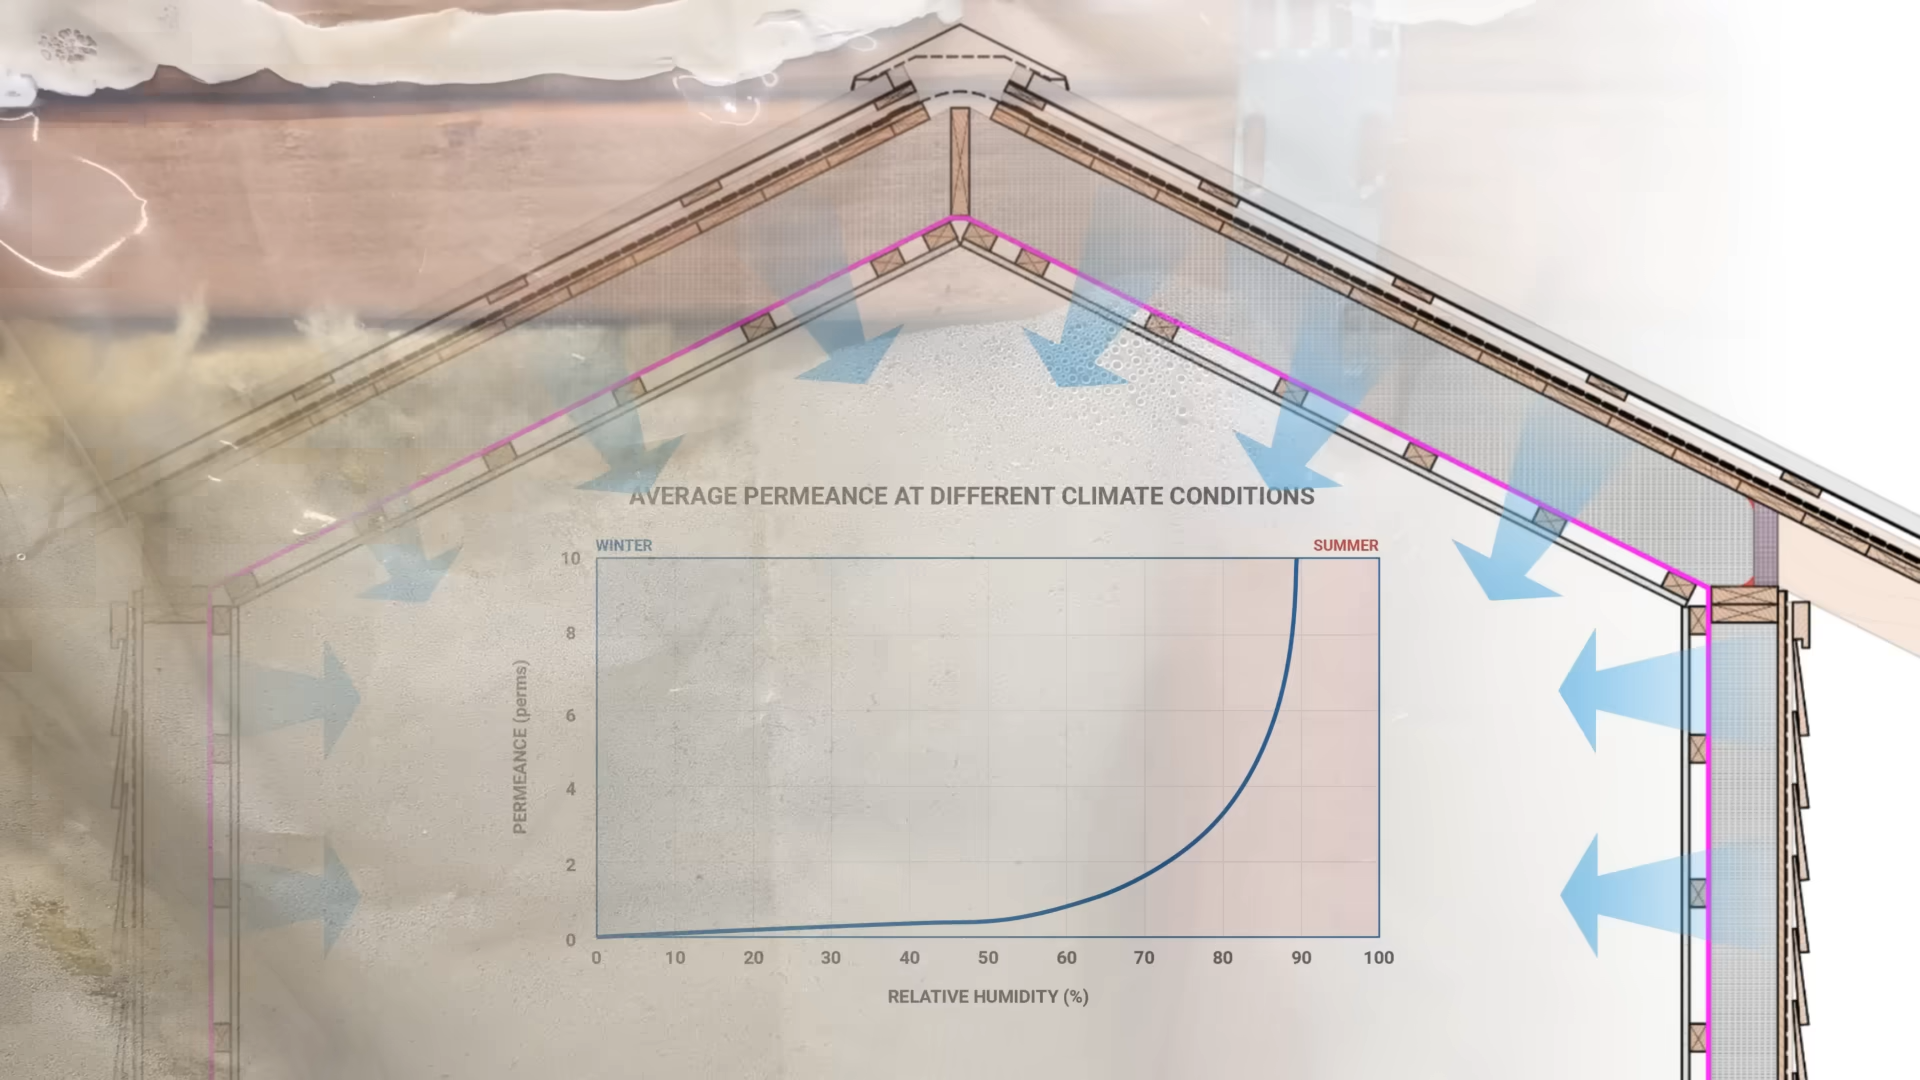 AVERAGE PERMEANCE AT DIFFERENT CLIMATE CONDITIONS
WINTER
SUMMER
10
8
6
4
2
0
PERMEANCE (perms)
0 10 20 30 40 50 60 70 80 90 100
RELATIVE HUMIDITY (%)